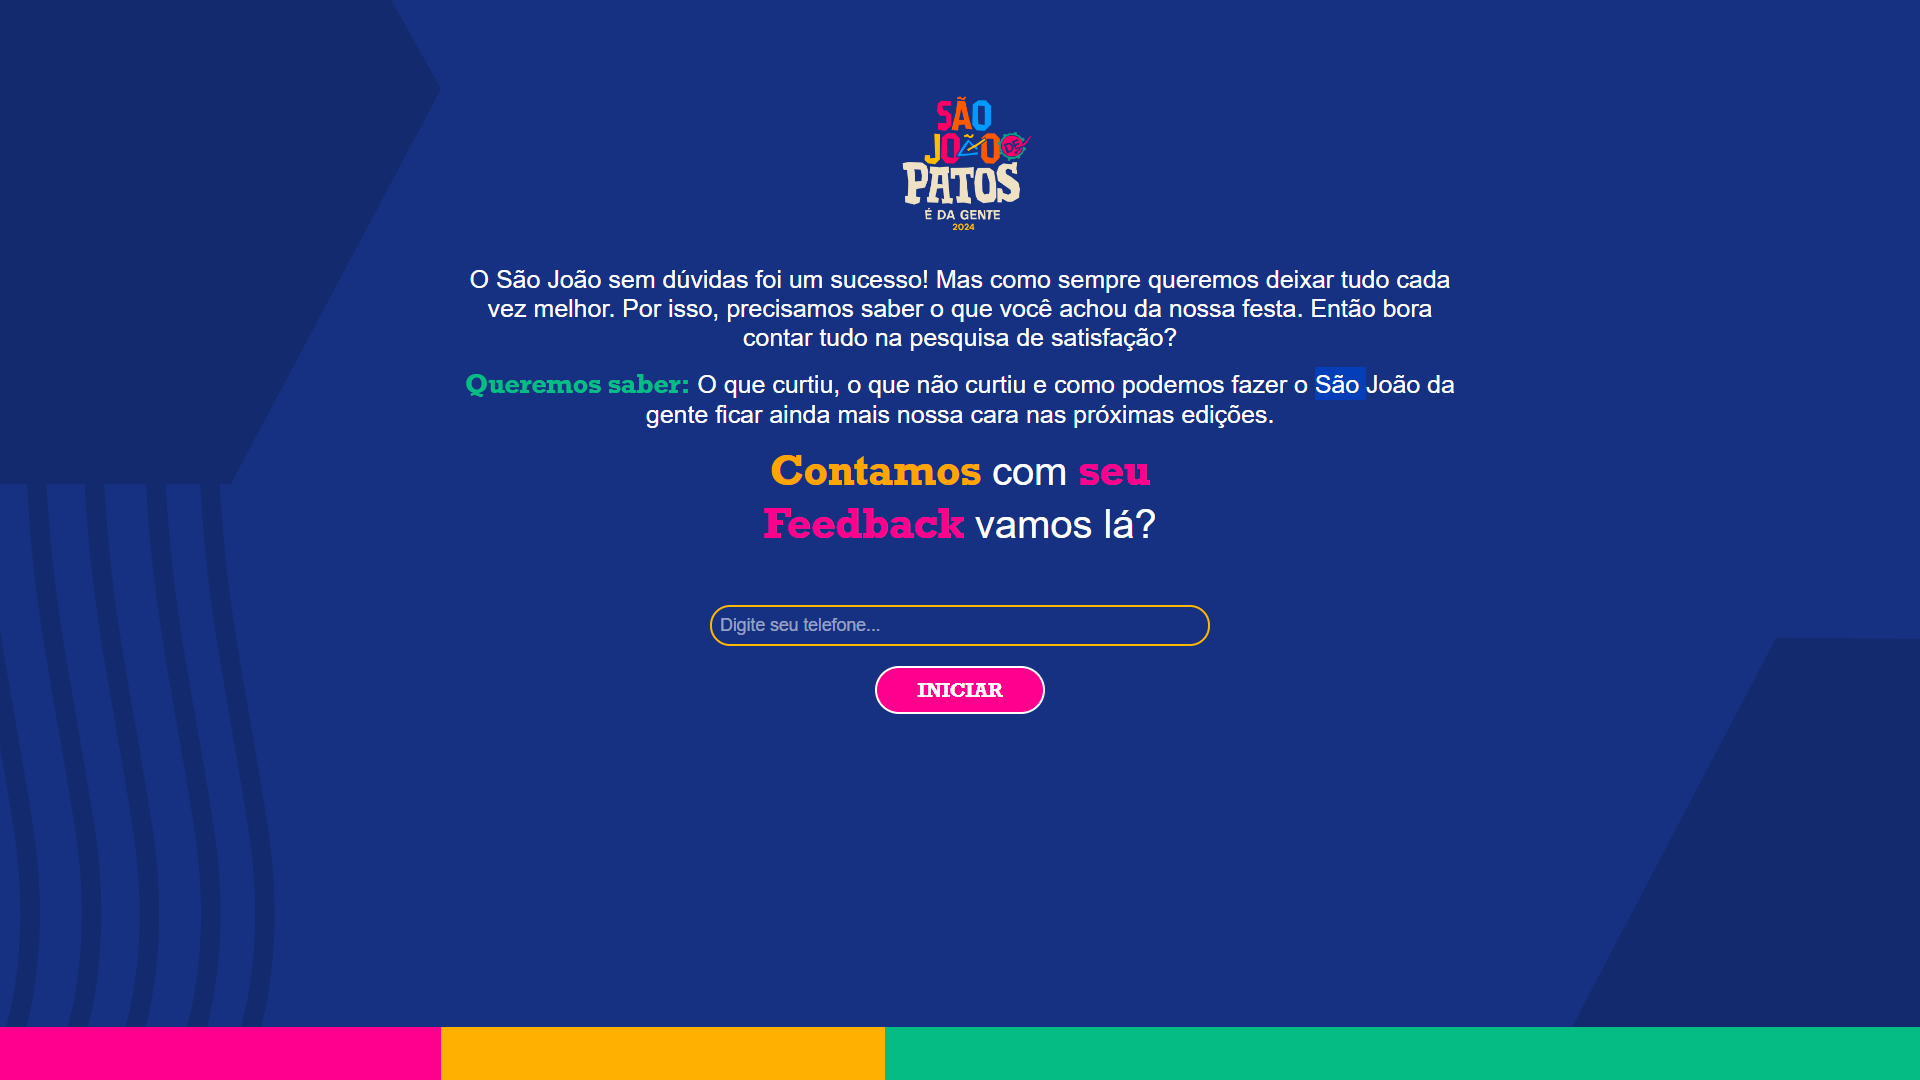 SÃO
JOÃO DE
PATOS
É DA GENTE
2024
O São João sem dúvidas foi um sucesso! Mas como sempre queremos deixar tudo cada
vez melhor. Por isso, precisamos saber o que você achou da nossa festa. Então bora
contar tudo na pesquisa de satisfação?
Queremos saber: O que curtiu, o que não curtiu e como podemos fazer o São João da
gente ficar ainda mais nossa cara nas próximas edições.
Contamos com seu
Feedback vamos lá?
Digite seu telefone...
INICIAR